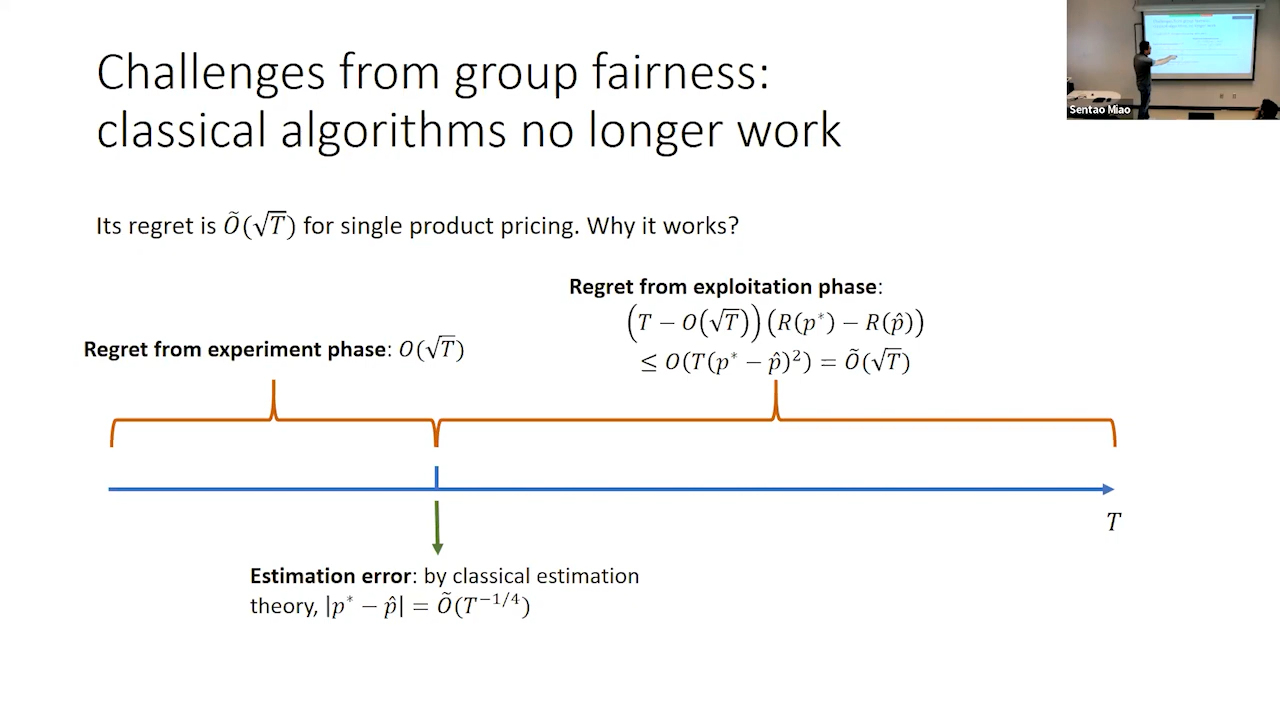 Challenges from group fairness:
classical algorithms no longer work
Sentao Miao
Its regret is Õ(√T) for single product pricing. Why it works?
Regret from exploitation phase:
(T − O(√T))(R(p*) − R(p̂))
≤ O(T(p* − p̂)²) = Õ(√T)
Regret from experiment phase: O(√T)
T
Estimation error: by classical estimation
theory, |p* − p̂| = Õ(T^{−1/4})